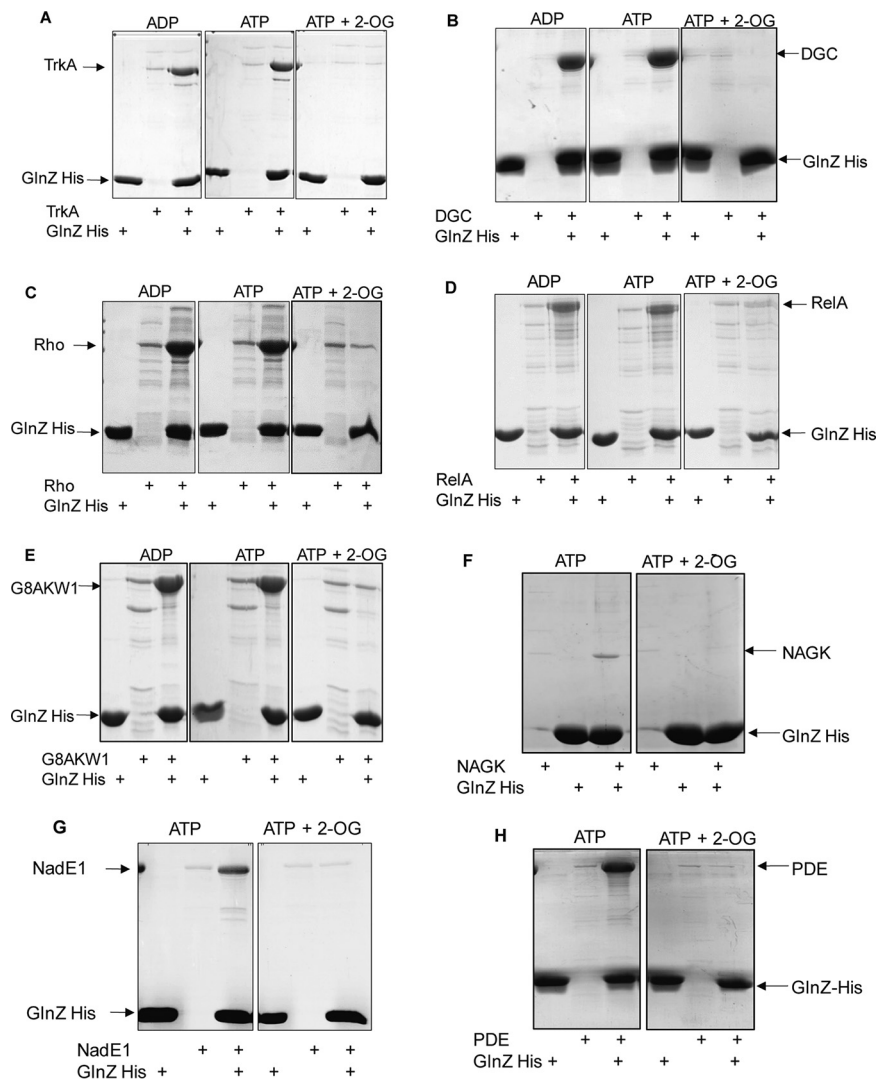 A
ADP ATP ATP + 2-OG
TrkA
GlnZ His
TrkA + + + + + +
GlnZ His + + + + + +
B
ADP ATP ATP + 2-OG
DGC
GlnZ His
DGC + + + + + +
GlnZ His + + + + + +
C
ADP ATP ATP + 2-OG
Rho
GlnZ His
Rho + + + + + +
GlnZ His + + + + + +
D
ADP ATP ATP + 2-OG
RelA
GlnZ His
RelA + + + + + +
GlnZ His + + + + + +
E
ADP ATP ATP + 2-OG
G8AKW1
GlnZ His
G8AKW1 + + + + + +
GlnZ His + + + + + +
F
ATP ATP + 2-OG
NAGK
GlnZ His
NAGK + + + +
GlnZ His + + + +
G
ATP ATP + 2-OG
NadE1
GlnZ His
NadE1 + + + +
GlnZ His + + + +
H
ATP ATP + 2-OG
PDE
GlnZ-His
PDE + + + +
GlnZ His + + + +